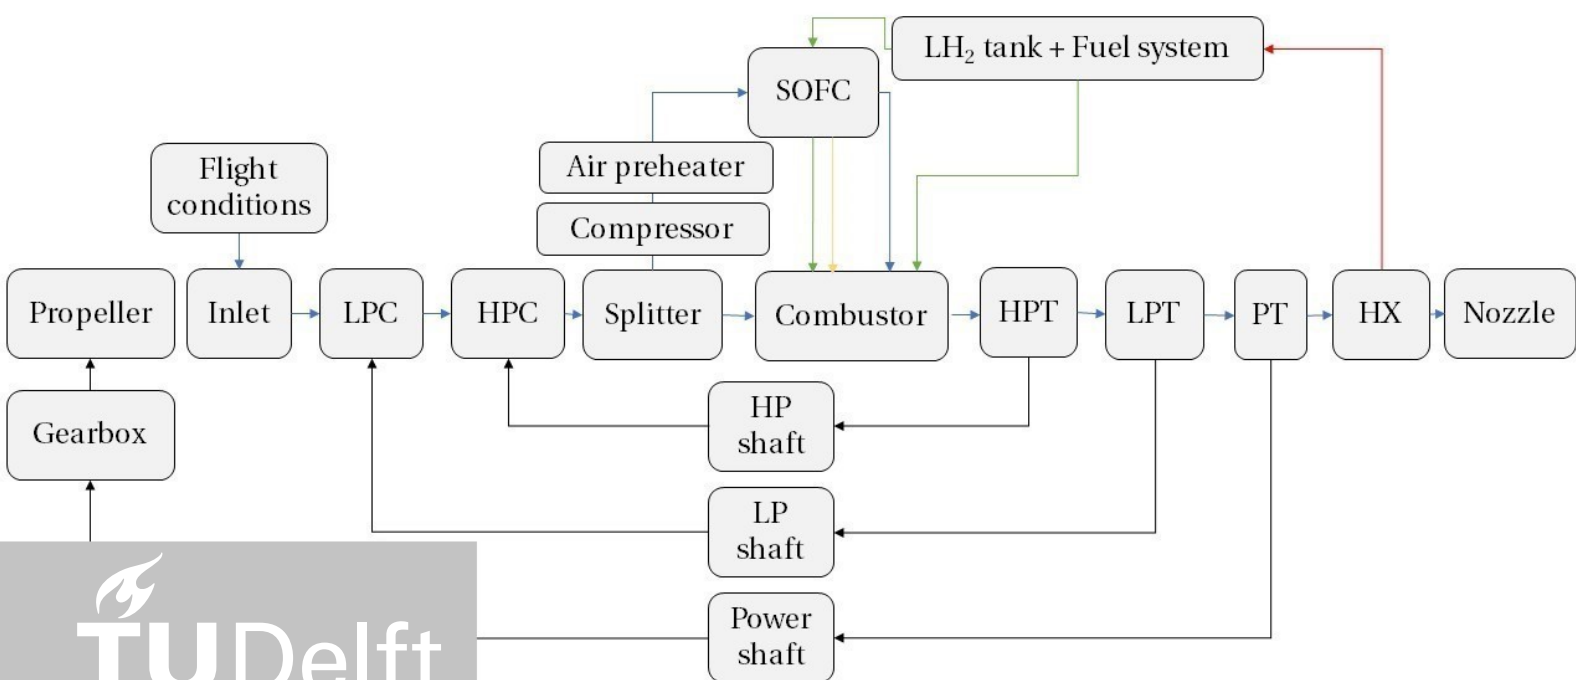 LH₂ tank + Fuel system
SOFC
Air preheater
Flight
conditions
Compressor
Propeller
Inlet
LPC
HPC
Splitter
Combustor
HPT
LPT
PT
HX
Nozzle
HP
shaft
Gearbox
LP
shaft
Power
shaft
TUDelft